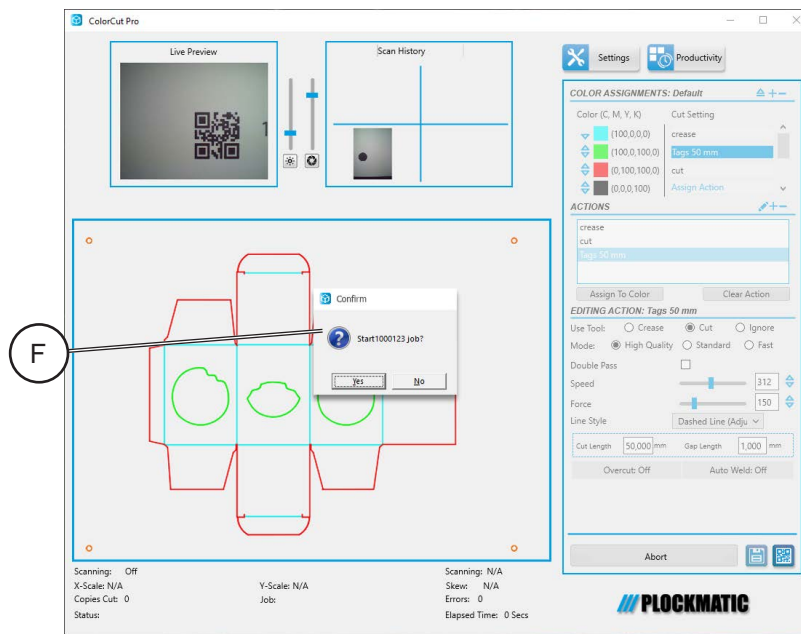 ColorCut Pro
Live Preview
Scan History
Settings
Productivity
COLOR ASSIGNMENTS: Default
Color (C, M, Y, K) Cut Setting
(100,0,0,0) crease
(100,0,100,0) Tags 50 mm
(0,100,100,0) cut
(0,0,0,100) Assign Action
ACTIONS
crease
cut
Tags 50 mm
Assign To Color Clear Action
EDITING ACTION: Tags 50 mm
Use Tool: Crease Cut Ignore
Mode: High Quality Standard Fast
Double Pass
Speed 312
Force 150
Line Style Dashed Line (Adju
Cut Length 50,000 mm Gap Length 1,000 mm
Overcut: Off Auto Weld: Off
Abort
Confirm
Start1000123 job?
Yes No
F
1
Scanning: Off Scanning: N/A
X-Scale: N/A Y-Scale: N/A Skew: N/A
Copies Cut: 0 Job: Errors: 0
Status: Elapsed Time: 0 Secs
PLOCKMATIC